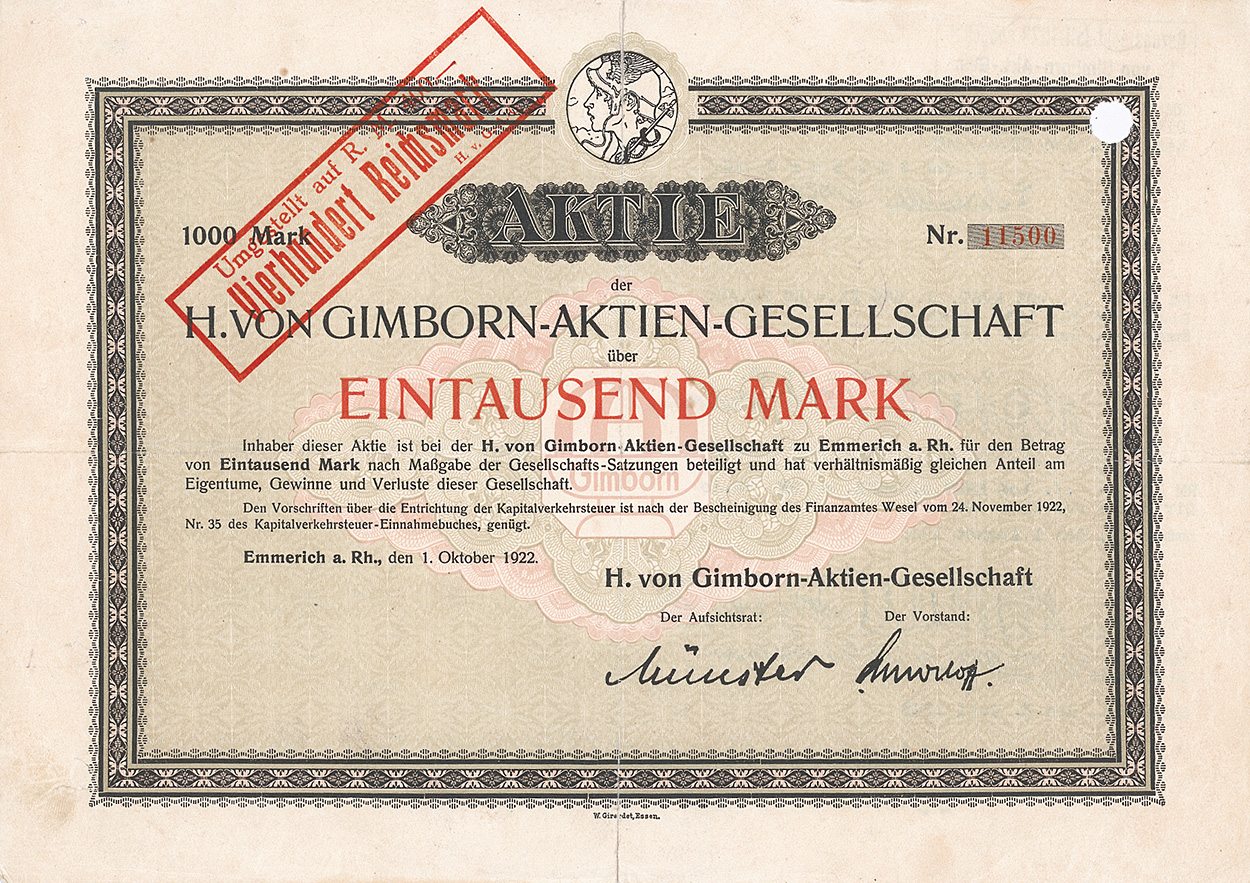 Umgestellt auf R. M. 400.—
Vierhundert Reichsmark
H. v. G.
AKTIE
1000 Mark
Nr. 11500
der
H. VON GIMBORN-AKTIEN-GESELLSCHAFT
über
EINTAUSEND MARK
Inhaber dieser Aktie ist bei der H. von Gimborn-Aktien-Gesellschaft zu Emmerich a. Rh. für den Betrag
von Eintausend Mark nach Maßgabe der Gesellschafts-Satzungen beteiligt und hat verhältnismäßig gleichen Anteil am
Eigentume, Gewinne und Verluste dieser Gesellschaft.
Gimborn
Den Vorschriften über die Entrichtung der Kapitalverkehrsteuer ist nach der Bescheinigung des Finanzamtes Wesel vom 24. November 1922,
Nr. 35 des Kapitalverkehrsteuer-Einnahmebuches, genügt.
Emmerich a. Rh., den 1. Oktober 1922.
H. von Gimborn-Aktien-Gesellschaft
Der Aufsichtsrat: Der Vorstand:
Münster
W. Girardet, Essen.